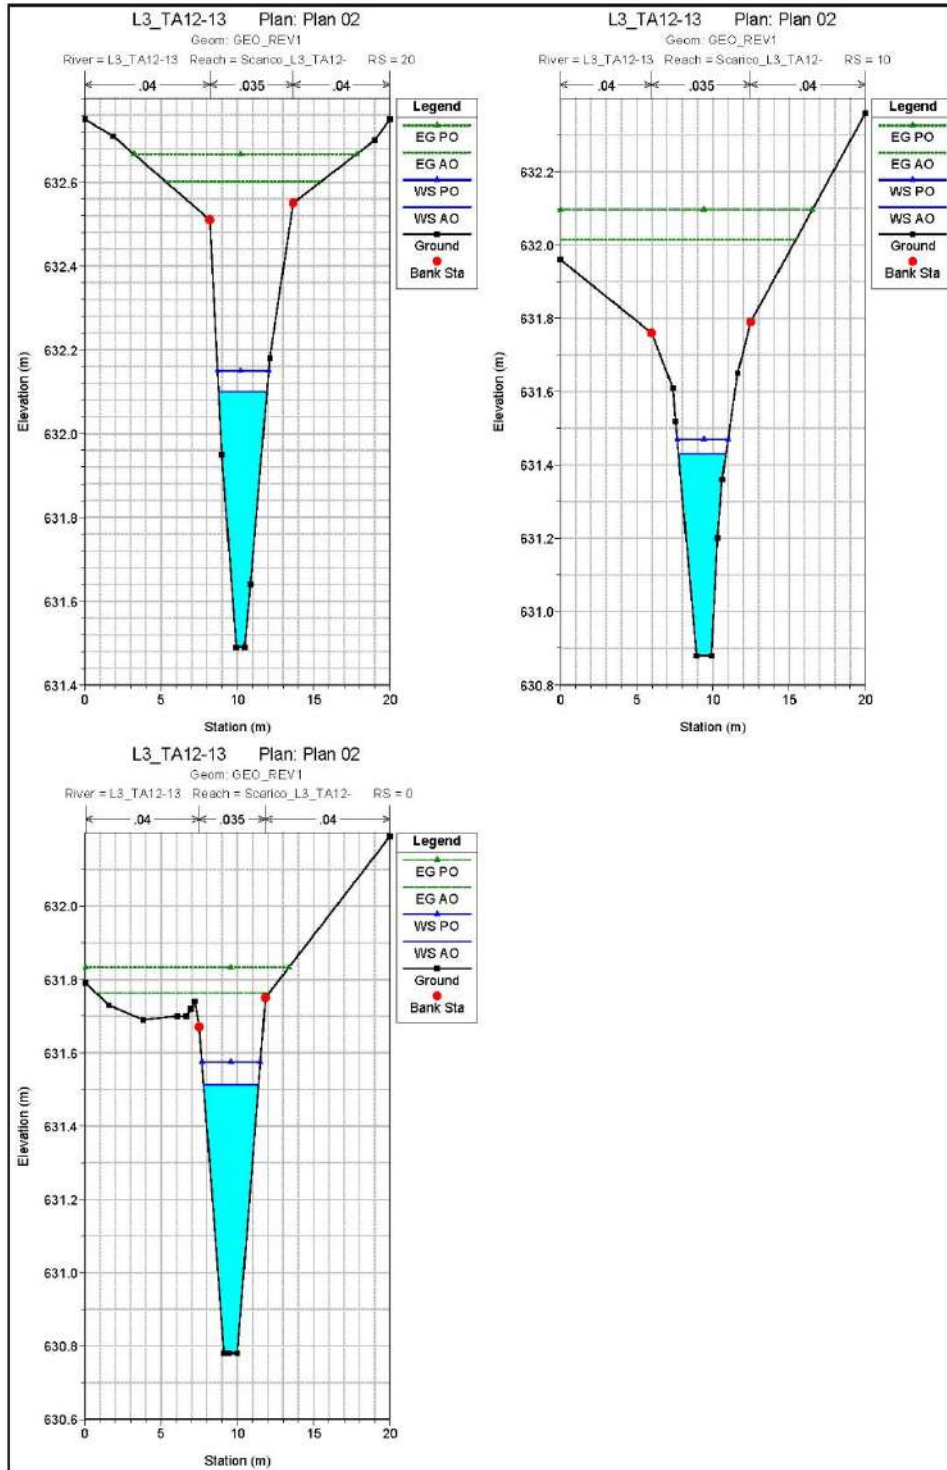 L3_TA12-13 Plan: Plan 02
Geom: GEO_REV1
River = L3_TA12-13 Reach = Scarico_L3_TA12- RS = 20
.04 .035 .04
Legend
EG PO
EG AO
WS PO
WS AO
Ground
Bank Sta
Elevation (m)
632.6
632.4
632.2
632.0
631.8
631.6
631.4
0 5 10 15 20
Station (m)
L3_TA12-13 Plan: Plan 02
Geom: GEO_REV1
River = L3_TA12-13 Reach = Scarico_L3_TA12- RS = 10
.04 .035 .04
Legend
EG PO
EG AO
WS PO
WS AO
Ground
Bank Sta
Elevation (m)
632.2
632.0
631.8
631.6
631.4
631.2
631.0
630.8
0 5 10 15 20
Station (m)
L3_TA12-13 Plan: Plan 02
Geom: GEO_REV1
River = L3_TA12-13 Reach = Scarico_L3_TA12- RS = 0
.04 .035 .04
Legend
EG PO
EG AO
WS PO
WS AO
Ground
Bank Sta
Elevation (m)
632.0
631.8
631.6
631.4
631.2
631.0
630.8
630.6
0 5 10 15 20
Station (m)